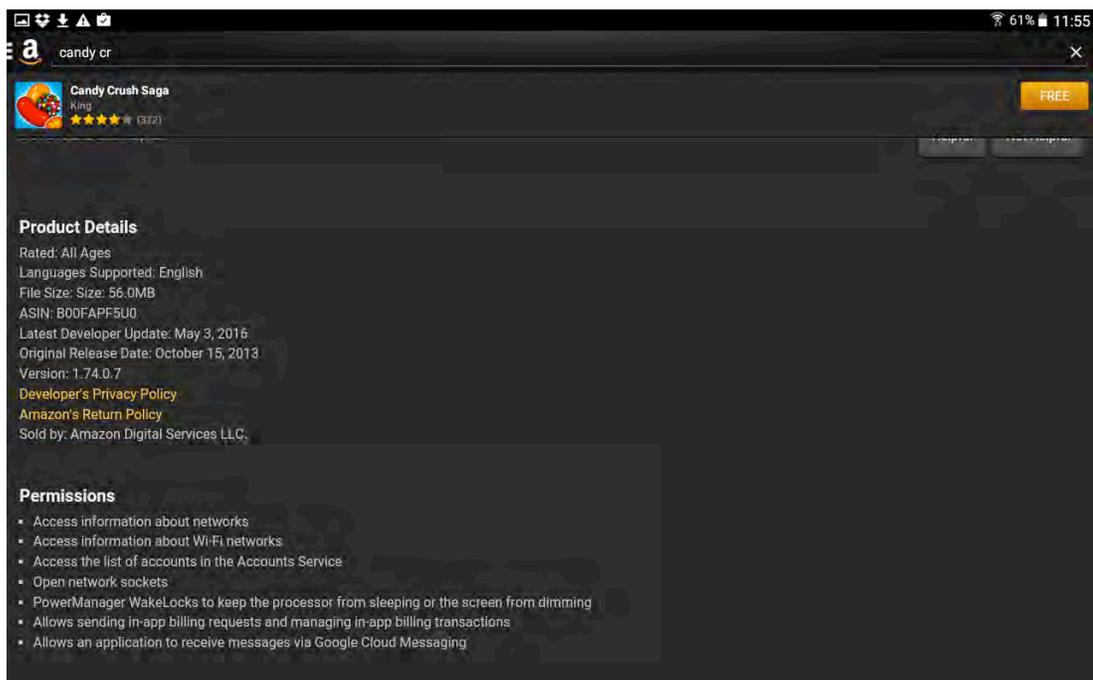 61% 11:55
a candy cr
Candy Crush Saga
King
(322)
FREE
Product Details
Rated: All Ages
Languages Supported: English
File Size: Size: 56.0MB
ASIN: B00FAPF5U0
Latest Developer Update: May 3, 2016
Original Release Date: October 15, 2013
Version: 1.74.0.7
Developer's Privacy Policy
Amazon's Return Policy
Sold by: Amazon Digital Services LLC.
Permissions
▪ Access information about networks
▪ Access information about Wi-Fi networks
▪ Access the list of accounts in the Accounts Service
▪ Open network sockets
▪ PowerManager WakeLocks to keep the processor from sleeping or the screen from dimming
▪ Allows sending in-app billing requests and managing in-app billing transactions
▪ Allows an application to receive messages via Google Cloud Messaging